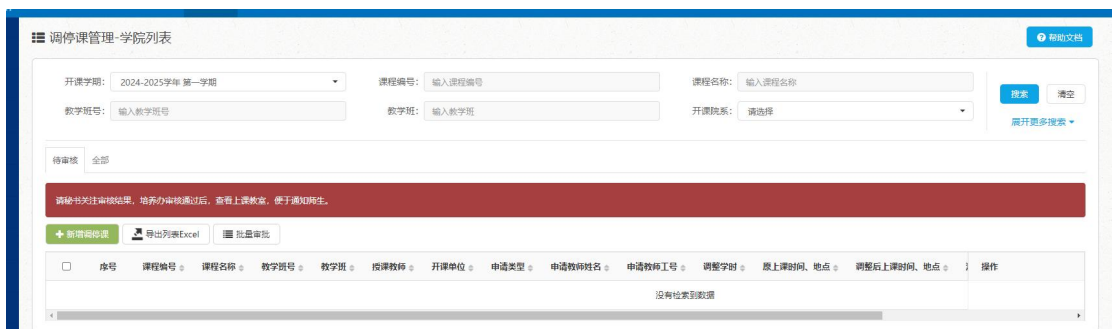 调停课管理-学院列表
帮助文档
开课学期: 2024-2025学年 第一学期 课程编号: 输入课程编号 课程名称: 输入课程名称
搜索 清空
教学班号: 输入教学班号 教学班: 输入教学班 开课院系: 请选择
展开更多搜索
待审核 全部
请秘书关注审核结果，培养办审核通过后，查看上课教室，便于通知师生。
新增调停课 导出列表Excel 批量审批
序号 课程编号 课程名称 教学班号 教学班 授课教师 开课单位 申请类型 申请教师姓名 申请教师工号 调整学时 原上课时间、地点 调整后上课时间、地点 操作
没有检索到数据